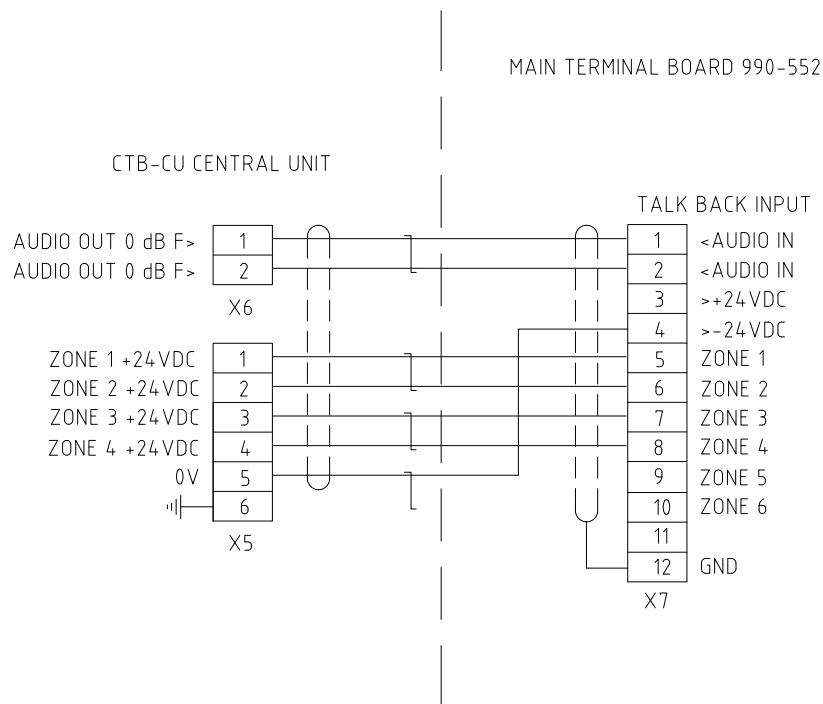 MAIN TERMINAL BOARD 990-552
CTB-CU CENTRAL UNIT
TALK BACK INPUT
AUDIO OUT 0 dB F> 1
AUDIO OUT 0 dB F> 2
X6
ZONE 1 +24VDC 1
ZONE 2 +24VDC 2
ZONE 3 +24VDC 3
ZONE 4 +24VDC 4
0V 5
6
X5
1 <AUDIO IN
2 <AUDIO IN
3 >+24VDC
4 >-24VDC
5 ZONE 1
6 ZONE 2
7 ZONE 3
8 ZONE 4
9 ZONE 5
10 ZONE 6
11
12 GND
X7